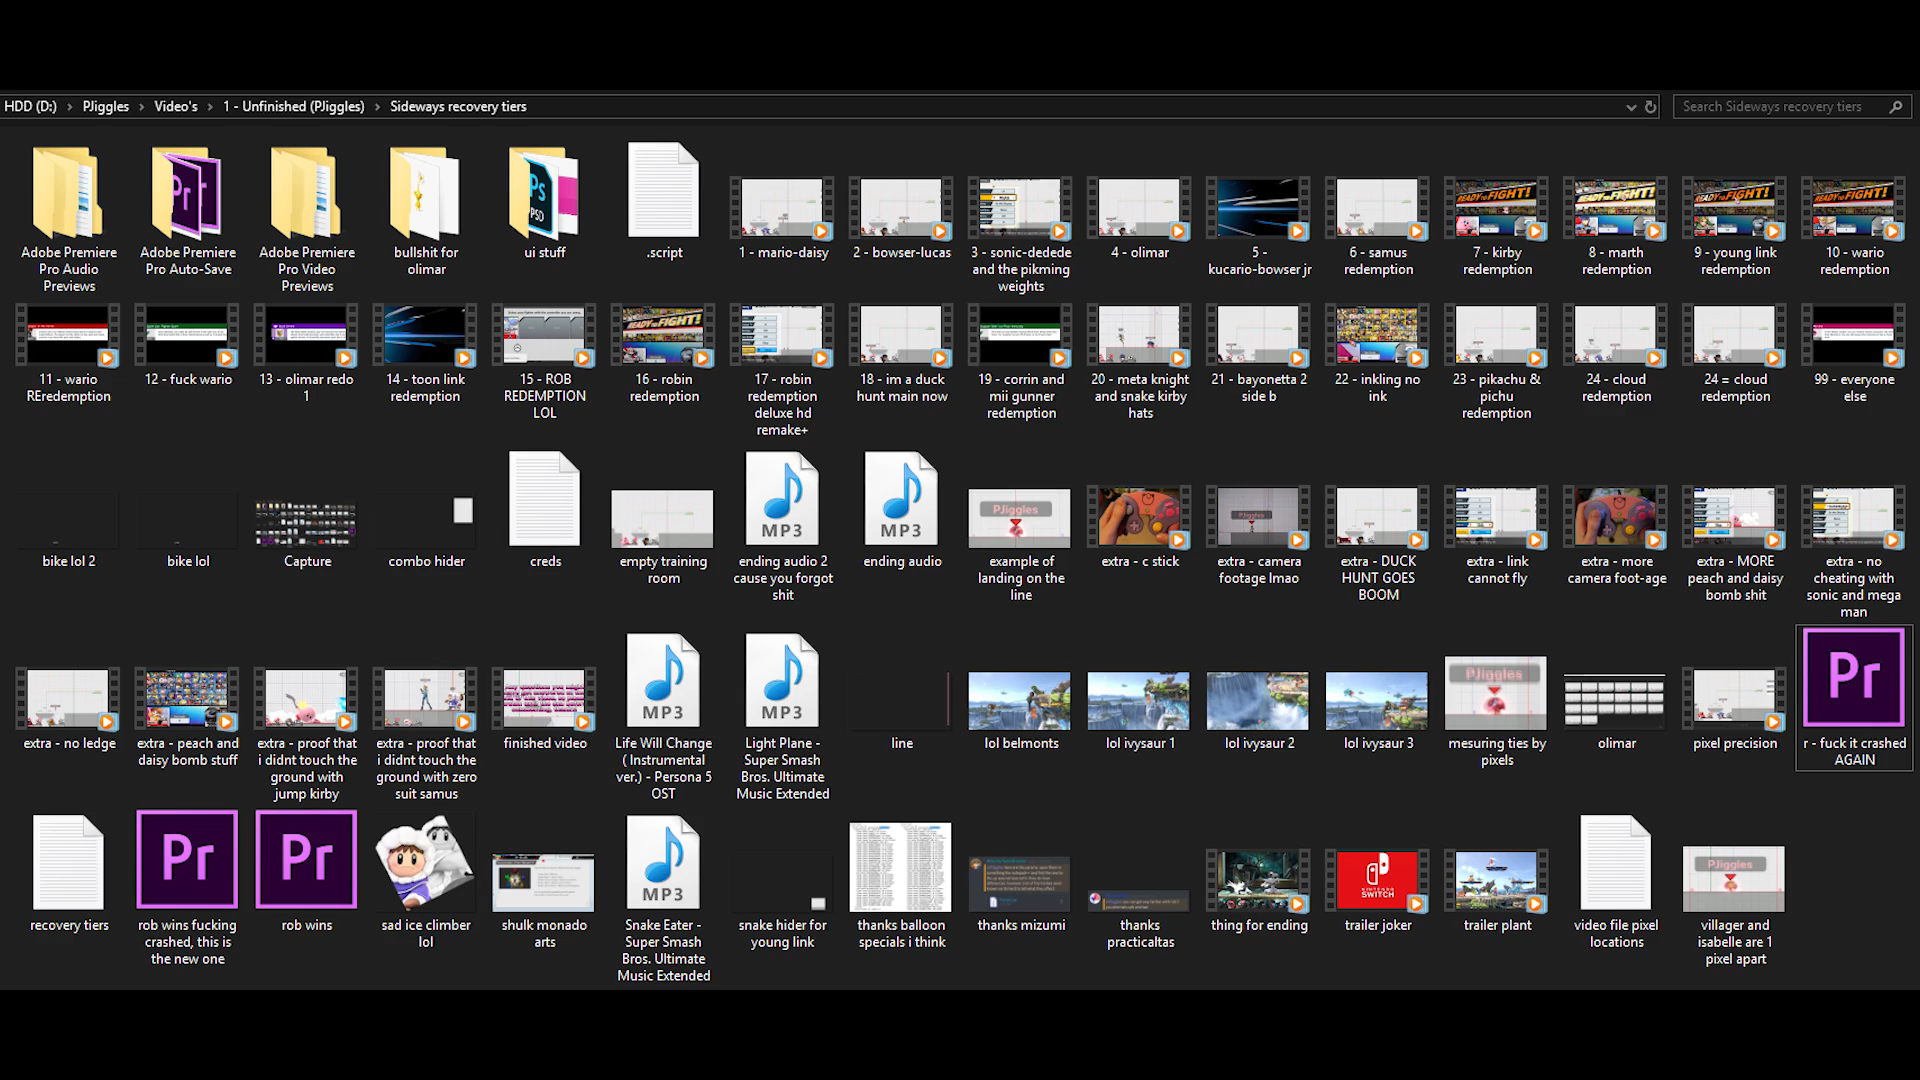 HDD (D:) > PJiggles > Video's > 1 - Unfinished (PJiggles) > Sideways recovery tiers
Search Sideways recovery tiers
Adobe Premiere
Pro Audio
Previews
Adobe Premiere
Pro Auto-Save
Adobe Premiere
Pro Video
Previews
bullshit for
olimar
ui stuff
.script
1 - mario-daisy
2 - bowser-lucas
3 - sonic-dedede
and the pikming
weights
4 - olimar
5 -
kucario-bowser jr
6 - samus
redemption
7 - kirby
redemption
8 - marth
redemption
9 - young link
redemption
10 - wario
redemption
11 - wario
REredemption
12 - fuck wario
13 - olimar redo
1
14 - toon link
redemption
15 - ROB
REDEMPTION
LOL
16 - robin
redemption
17 - robin
redemption
deluxe hd
remake+
18 - im a duck
hunt main now
19 - corrin and
mii gunner
redemption
20 - meta knight
and snake kirby
hats
21 - bayonetta 2
side b
22 - inkling no
ink
23 - pikachu &
pichu
redemption
24 - cloud
redemption
24 = cloud
redemption
99 - everyone
else
bike lol 2
bike lol
Capture
combo hider
creds
empty training
room
MP3
ending audio 2
cause you forgot
shit
MP3
ending audio
PJiggles
example of
landing on the
line
extra - c stick
extra - camera
footage lmao
extra - DUCK
HUNT GOES
BOOM
extra - link
cannot fly
extra - more
camera foot-age
extra - MORE
peach and daisy
bomb shit
extra - no
cheating with
sonic and mega
man
extra - no ledge
extra - peach and
daisy bomb stuff
extra - proof that
i didnt touch the
ground with
jump kirby
extra - proof that
i didnt touch the
ground with zero
suit samus
finished video
MP3
Life Will Change
( Instrumental
ver.) - Persona 5
OST
MP3
Light Plane -
Super Smash
Bros. Ultimate
Music Extended
line
lol belmonts
lol ivysaur 1
lol ivysaur 2
lol ivysaur 3
PJiggles
mesuring ties by
pixels
olimar
pixel precision
Pr
r - fuck it crashed
AGAIN
recovery tiers
Pr
rob wins fucking
crashed, this is
the new one
Pr
rob wins
sad ice climber
lol
shulk monado
arts
MP3
Snake Eater -
Super Smash
Bros. Ultimate
Music Extended
snake hider for
young link
thanks balloon
specials i think
thanks mizumi
thanks
practicaltas
thing for ending
NINTENDO
SWITCH
trailer joker
trailer plant
video file pixel
locations
PJiggles
villager and
isabelle are 1
pixel apart